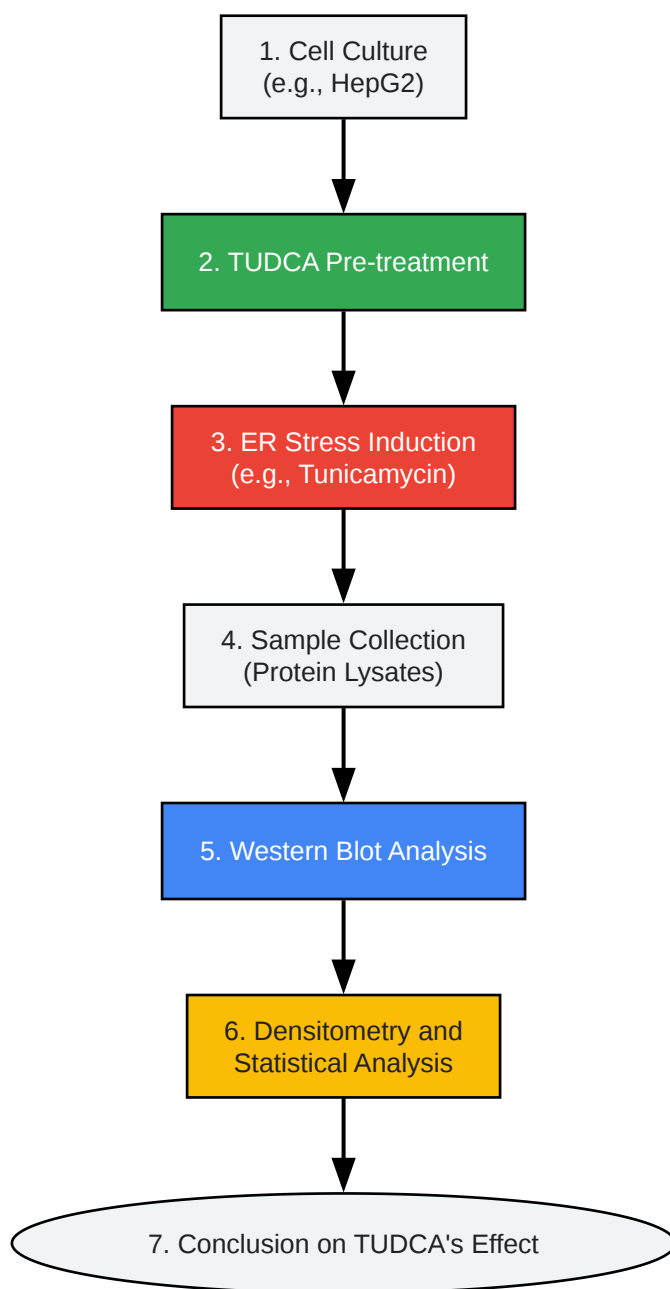 1. Cell Culture
(e.g., HepG2)
2. TUDCA Pre-treatment
3. ER Stress Induction
(e.g., Tunicamycin)
4. Sample Collection
(Protein Lysates)
5. Western Blot Analysis
6. Densitometry and
Statistical Analysis
7. Conclusion on TUDCA's Effect